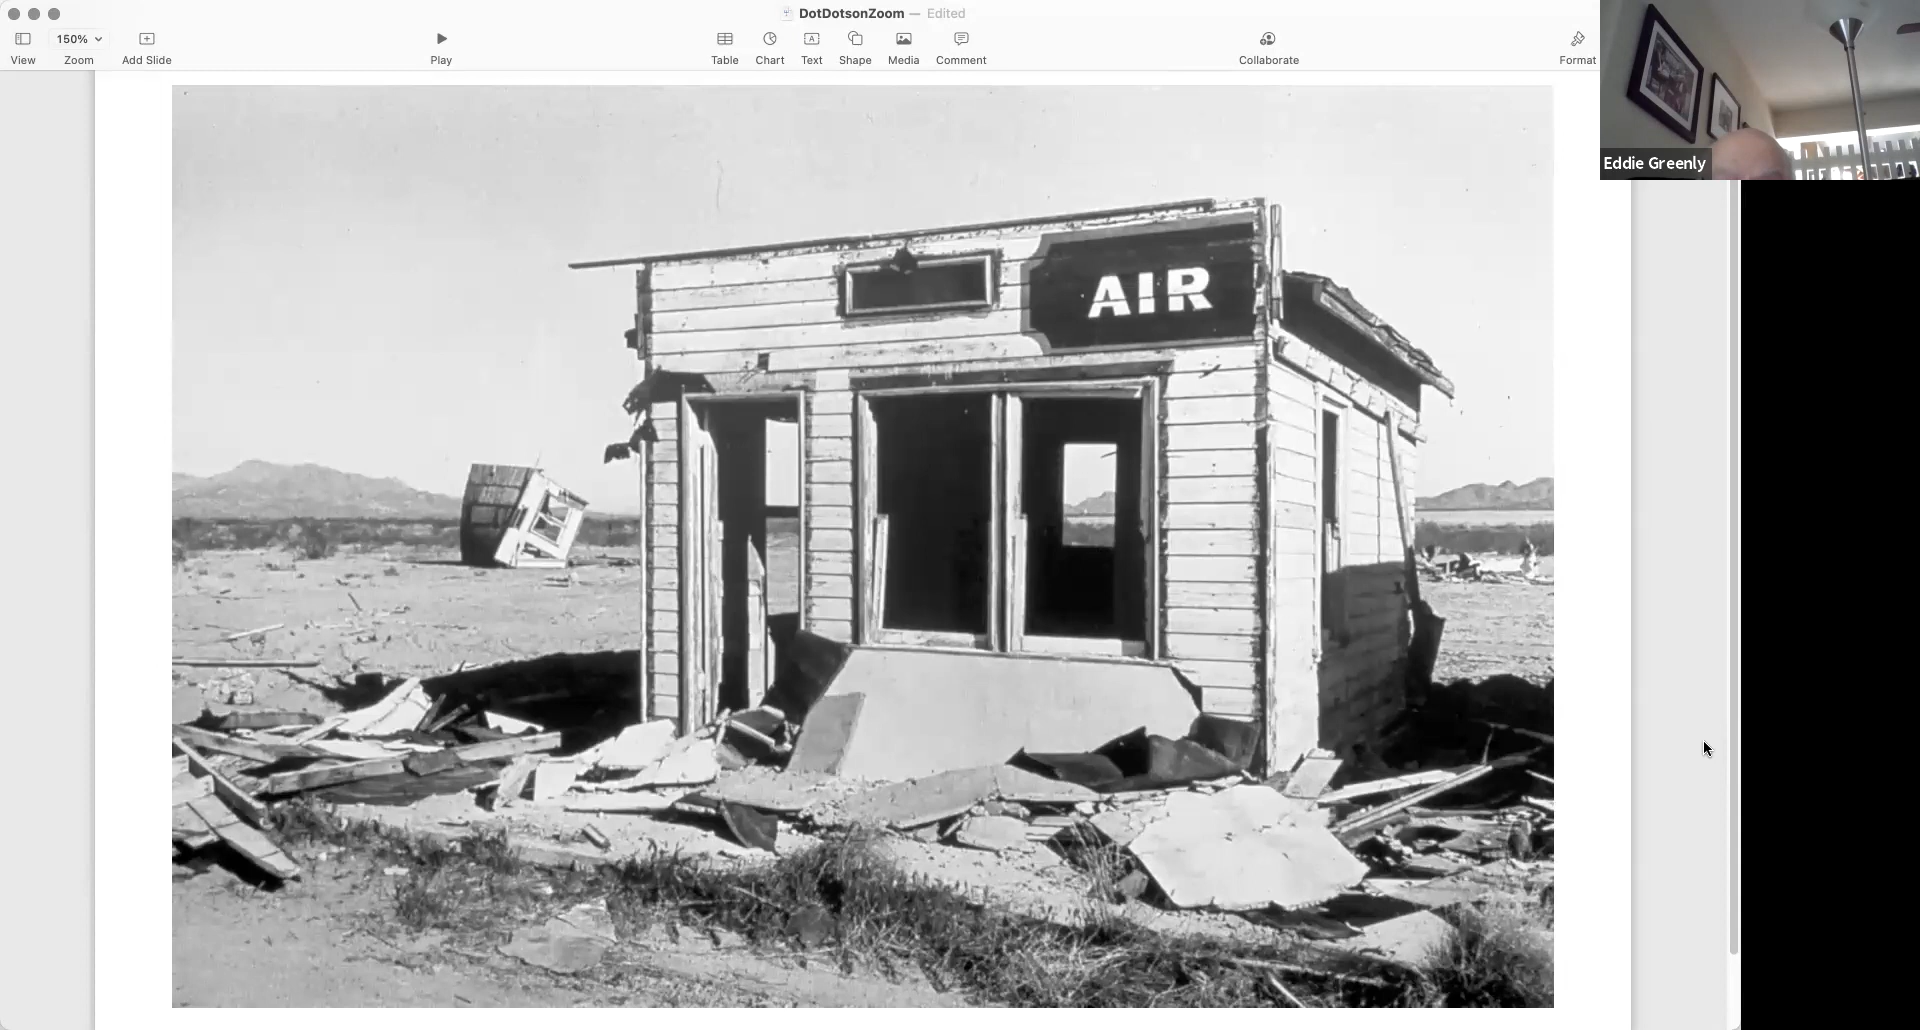 DotDotsonZoom — Edited
150%
View Zoom Add Slide Play Table Chart Text Shape Media Comment Collaborate Format
Eddie Greenly
AIR